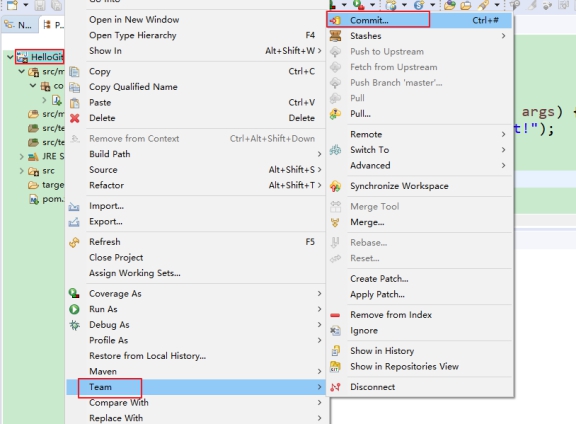 Go Into
Open in New Window
Open Type Hierarchy F4
Show In Alt+Shift+W >
Copy Ctrl+C
Copy Qualified Name
Paste Ctrl+V
Delete Delete
Remove from Context Ctrl+Alt+Shift+Down
Build Path >
Source Alt+Shift+S >
Refactor Alt+Shift+T >
Import...
Export...
Refresh F5
Close Project
Assign Working Sets...
Coverage As >
Run As >
Debug As >
Profile As >
Restore from Local History...
Maven >
Team >
Compare With >
Replace With >
Commit... Ctrl+#
Stashes >
Push to Upstream
Fetch from Upstream
Push Branch 'master'...
Pull
Pull...
Remote >
Switch To >
Advanced >
Synchronize Workspace
Merge Tool
Merge...
Rebase...
Reset...
Create Patch...
Apply Patch...
Remove from Index
Ignore
Show in History
Show in Repositories View
Disconnect
N...
P...
HelloGit
src/m
co
src/m
src/te
src/te
JRE S
src
targe
pom.
args) {
t!");